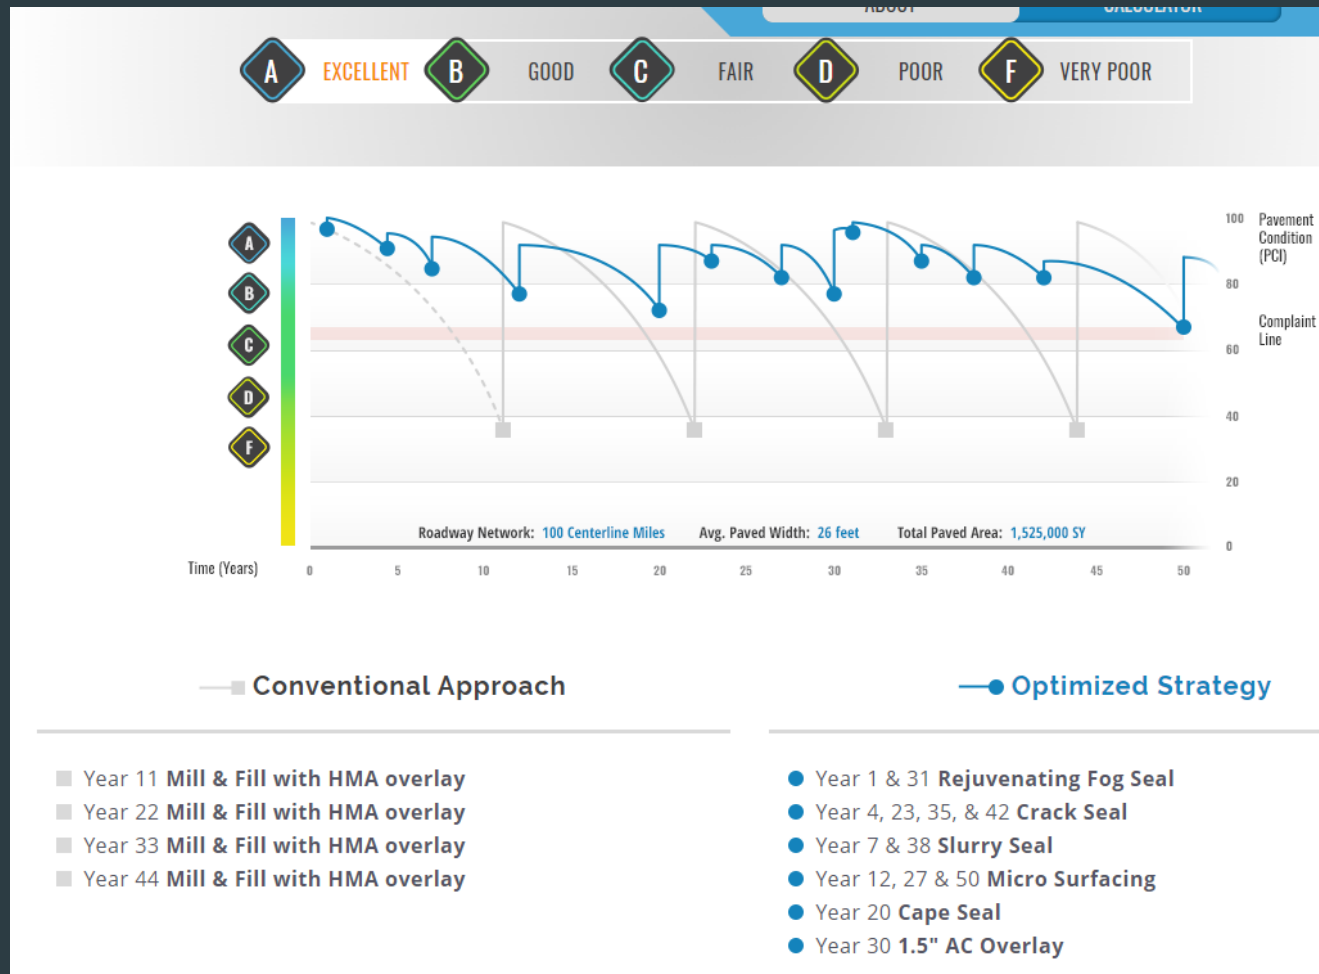 ABOUT
CALCULATOR
A EXCELLENT B GOOD C FAIR D POOR F VERY POOR
A
B
C
D
F
100 Pavement
Condition
(PCI)
80
Complaint
Line
60
40
20
0
Roadway Network: 100 Centerline Miles Avg. Paved Width: 26 feet Total Paved Area: 1,525,000 SY
Time (Years) 0 5 10 15 20 25 30 35 40 45 50
Conventional Approach
Year 11 Mill & Fill with HMA overlay
Year 22 Mill & Fill with HMA overlay
Year 33 Mill & Fill with HMA overlay
Year 44 Mill & Fill with HMA overlay
Optimized Strategy
Year 1 & 31 Rejuvenating Fog Seal
Year 4, 23, 35, & 42 Crack Seal
Year 7 & 38 Slurry Seal
Year 12, 27 & 50 Micro Surfacing
Year 20 Cape Seal
Year 30 1.5" AC Overlay